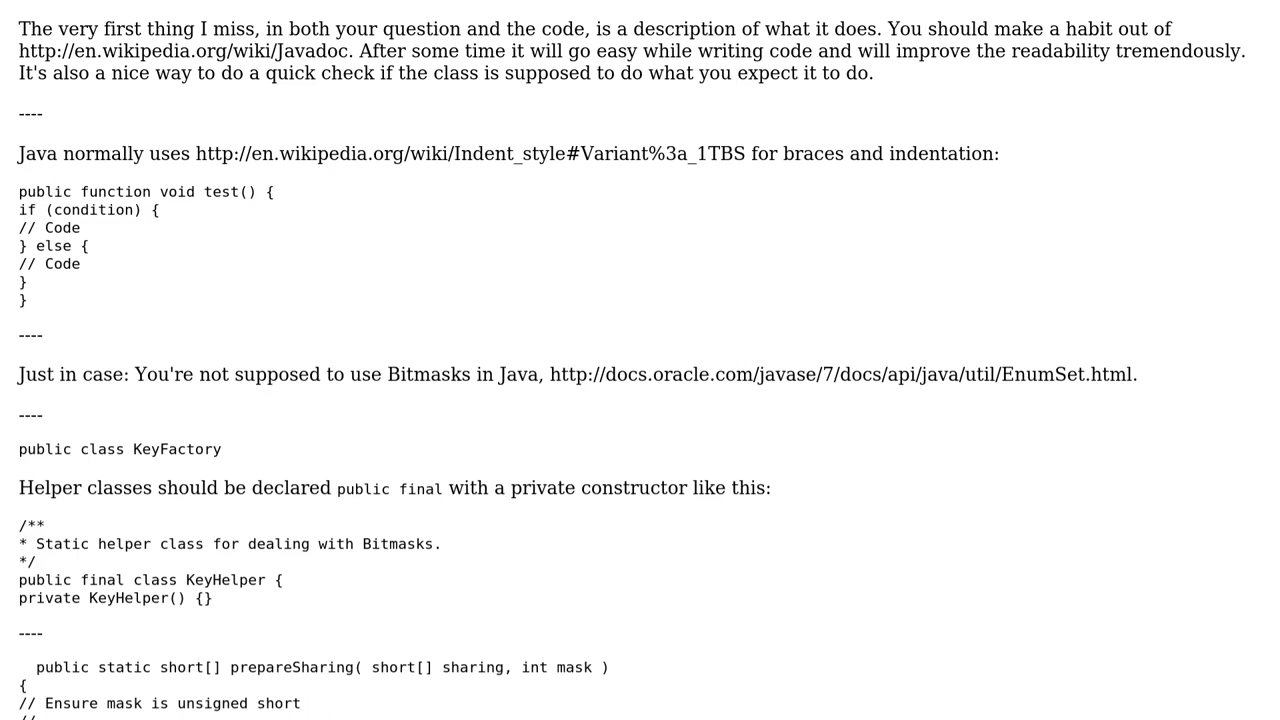 The very first thing I miss, in both your question and the code, is a description of what it does. You should make a habit out of
http://en.wikipedia.org/wiki/Javadoc. After some time it will go easy while writing code and will improve the readability tremendously.
It's also a nice way to do a quick check if the class is supposed to do what you expect it to do.
----
Java normally uses http://en.wikipedia.org/wiki/Indent_style#Variant%3a_1TBS for braces and indentation:
public function void test() {
if (condition) {
// Code
} else {
// Code
}
}
----
Just in case: You're not supposed to use Bitmasks in Java, http://docs.oracle.com/javase/7/docs/api/java/util/EnumSet.html.
----
public class KeyFactory
Helper classes should be declared public final with a private constructor like this:
/**
* Static helper class for dealing with Bitmasks.
*/
public final class KeyHelper {
private KeyHelper() {}
----
  public static short[] prepareSharing( short[] sharing, int mask )
{
// Ensure mask is unsigned short
//